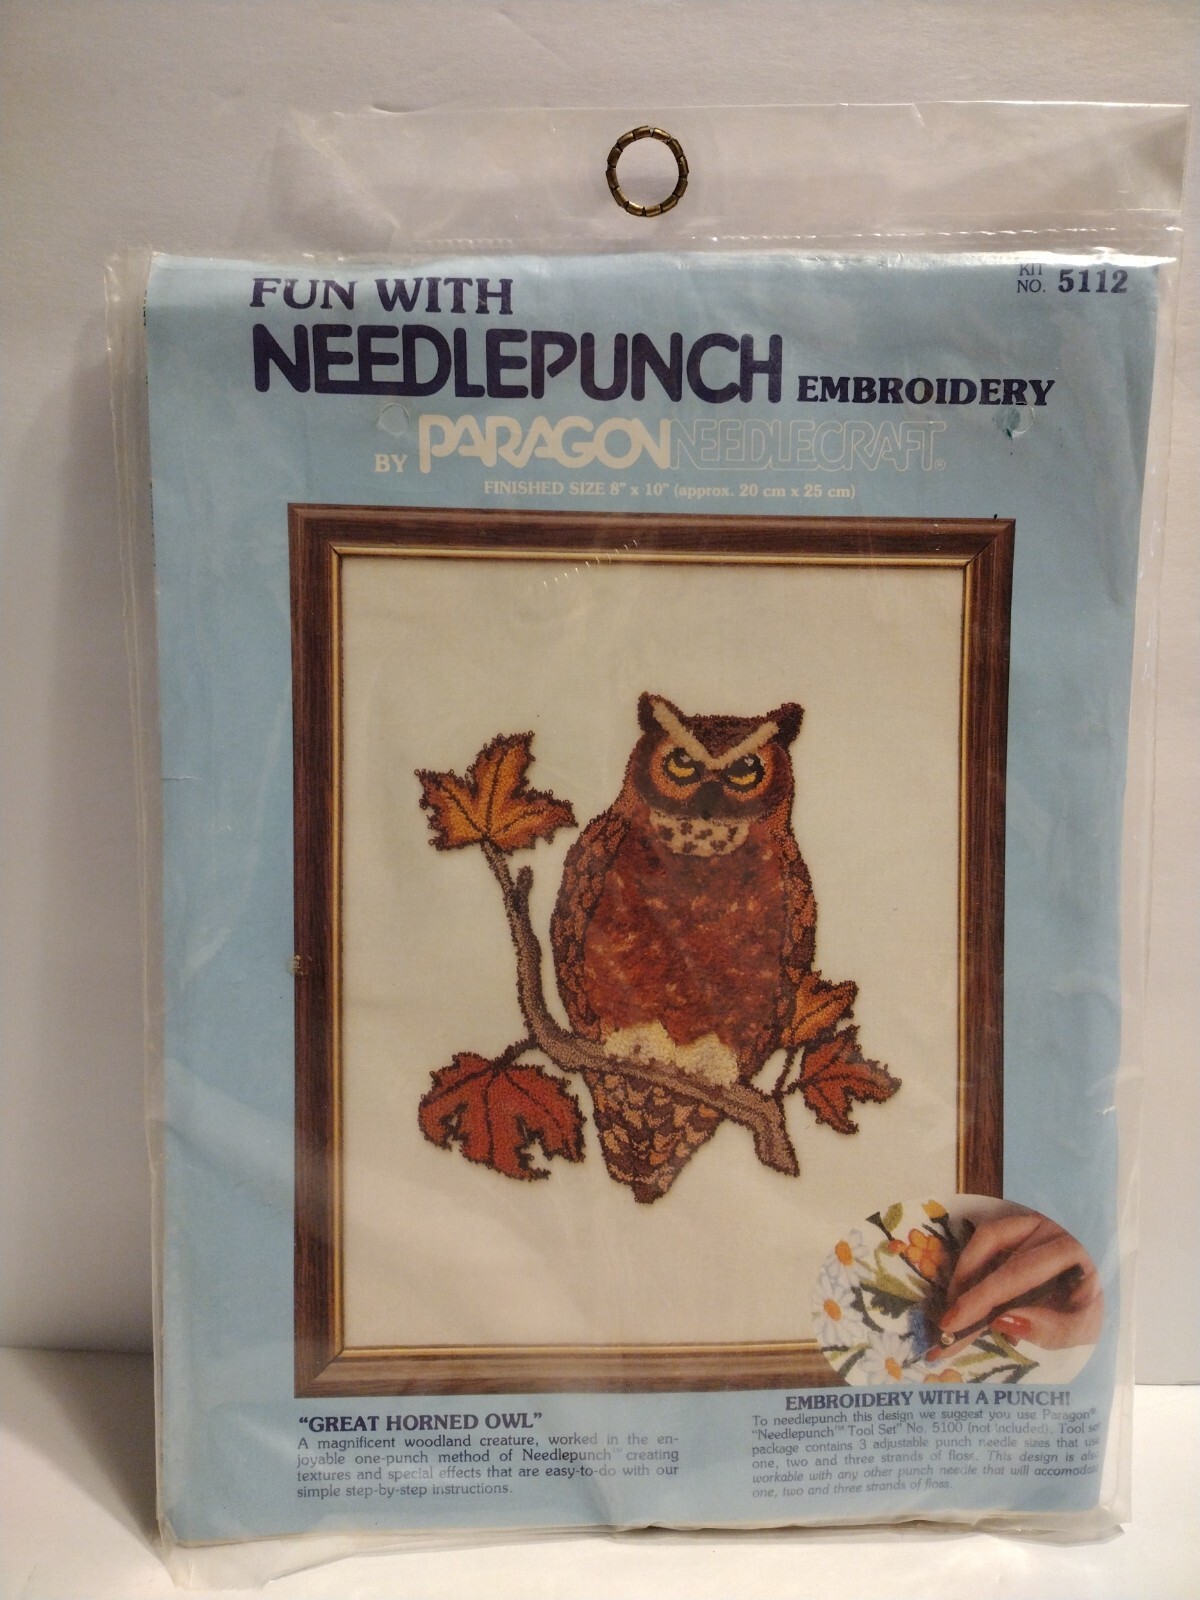 FUN WITH
KIT
NO. 5112
NEEDLEPUNCH EMBROIDERY
BY PARAGON NEEDLECRAFT®
FINISHED SIZE 8" x 10" (approx. 20 cm x 25 cm)
"GREAT HORNED OWL"
A magnificent woodland creature, worked in the en-
joyable one-punch method of Needlepunch™ creating
textures and special effects that are easy-to-do with our
simple step-by-step instructions.
EMBROIDERY WITH A PUNCH!
To needlepunch this design we suggest you use Paragon®
"Needlepunch™ Tool Set" No. 5100 (not included). Tool set
package contains 3 adjustable punch needle sizes that use
one, two and three strands of floss. This design is also
workable with any other punch needle that will accomodate
one, two and three strands of floss.